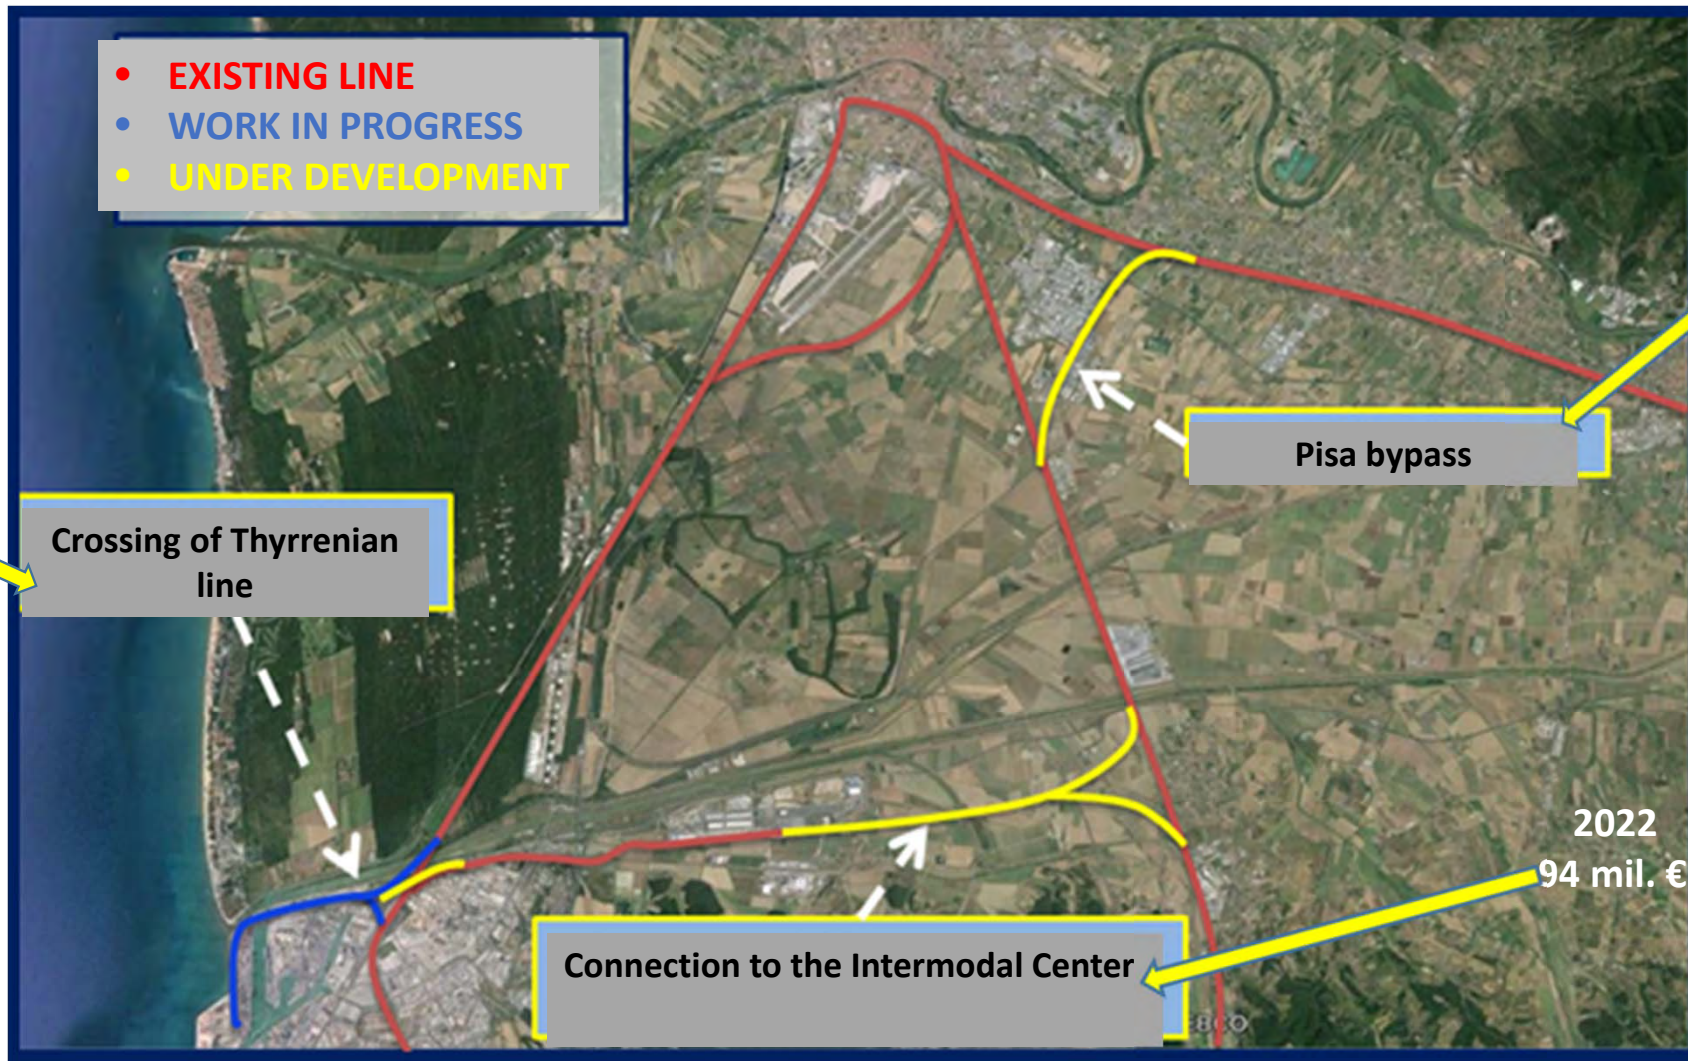 • EXISTING LINE
• WORK IN PROGRESS
• UNDER DEVELOPMENT
Pisa bypass
Crossing of Thyrrenian
line
2022
94 mil. €
Connection to the Intermodal Center